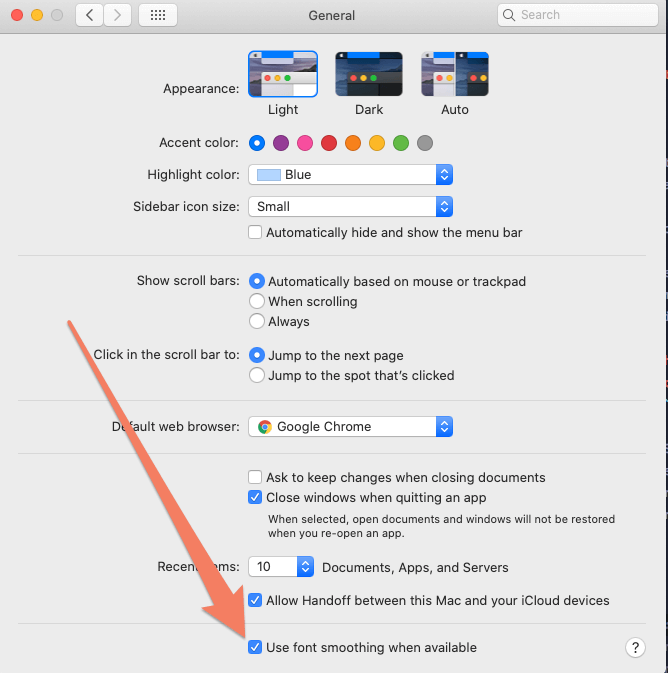 General
Search
Appearance:
Light Dark Auto
Accent color:
Highlight color: Blue
Sidebar icon size: Small
Automatically hide and show the menu bar
Show scroll bars: Automatically based on mouse or trackpad
When scrolling
Always
Click in the scroll bar to: Jump to the next page
Jump to the spot that's clicked
Default web browser: Google Chrome
Ask to keep changes when closing documents
Close windows when quitting an app
When selected, open documents and windows will not be restored
when you re-open an app.
Recent items: 10 Documents, Apps, and Servers
Allow Handoff between this Mac and your iCloud devices
Use font smoothing when available ?